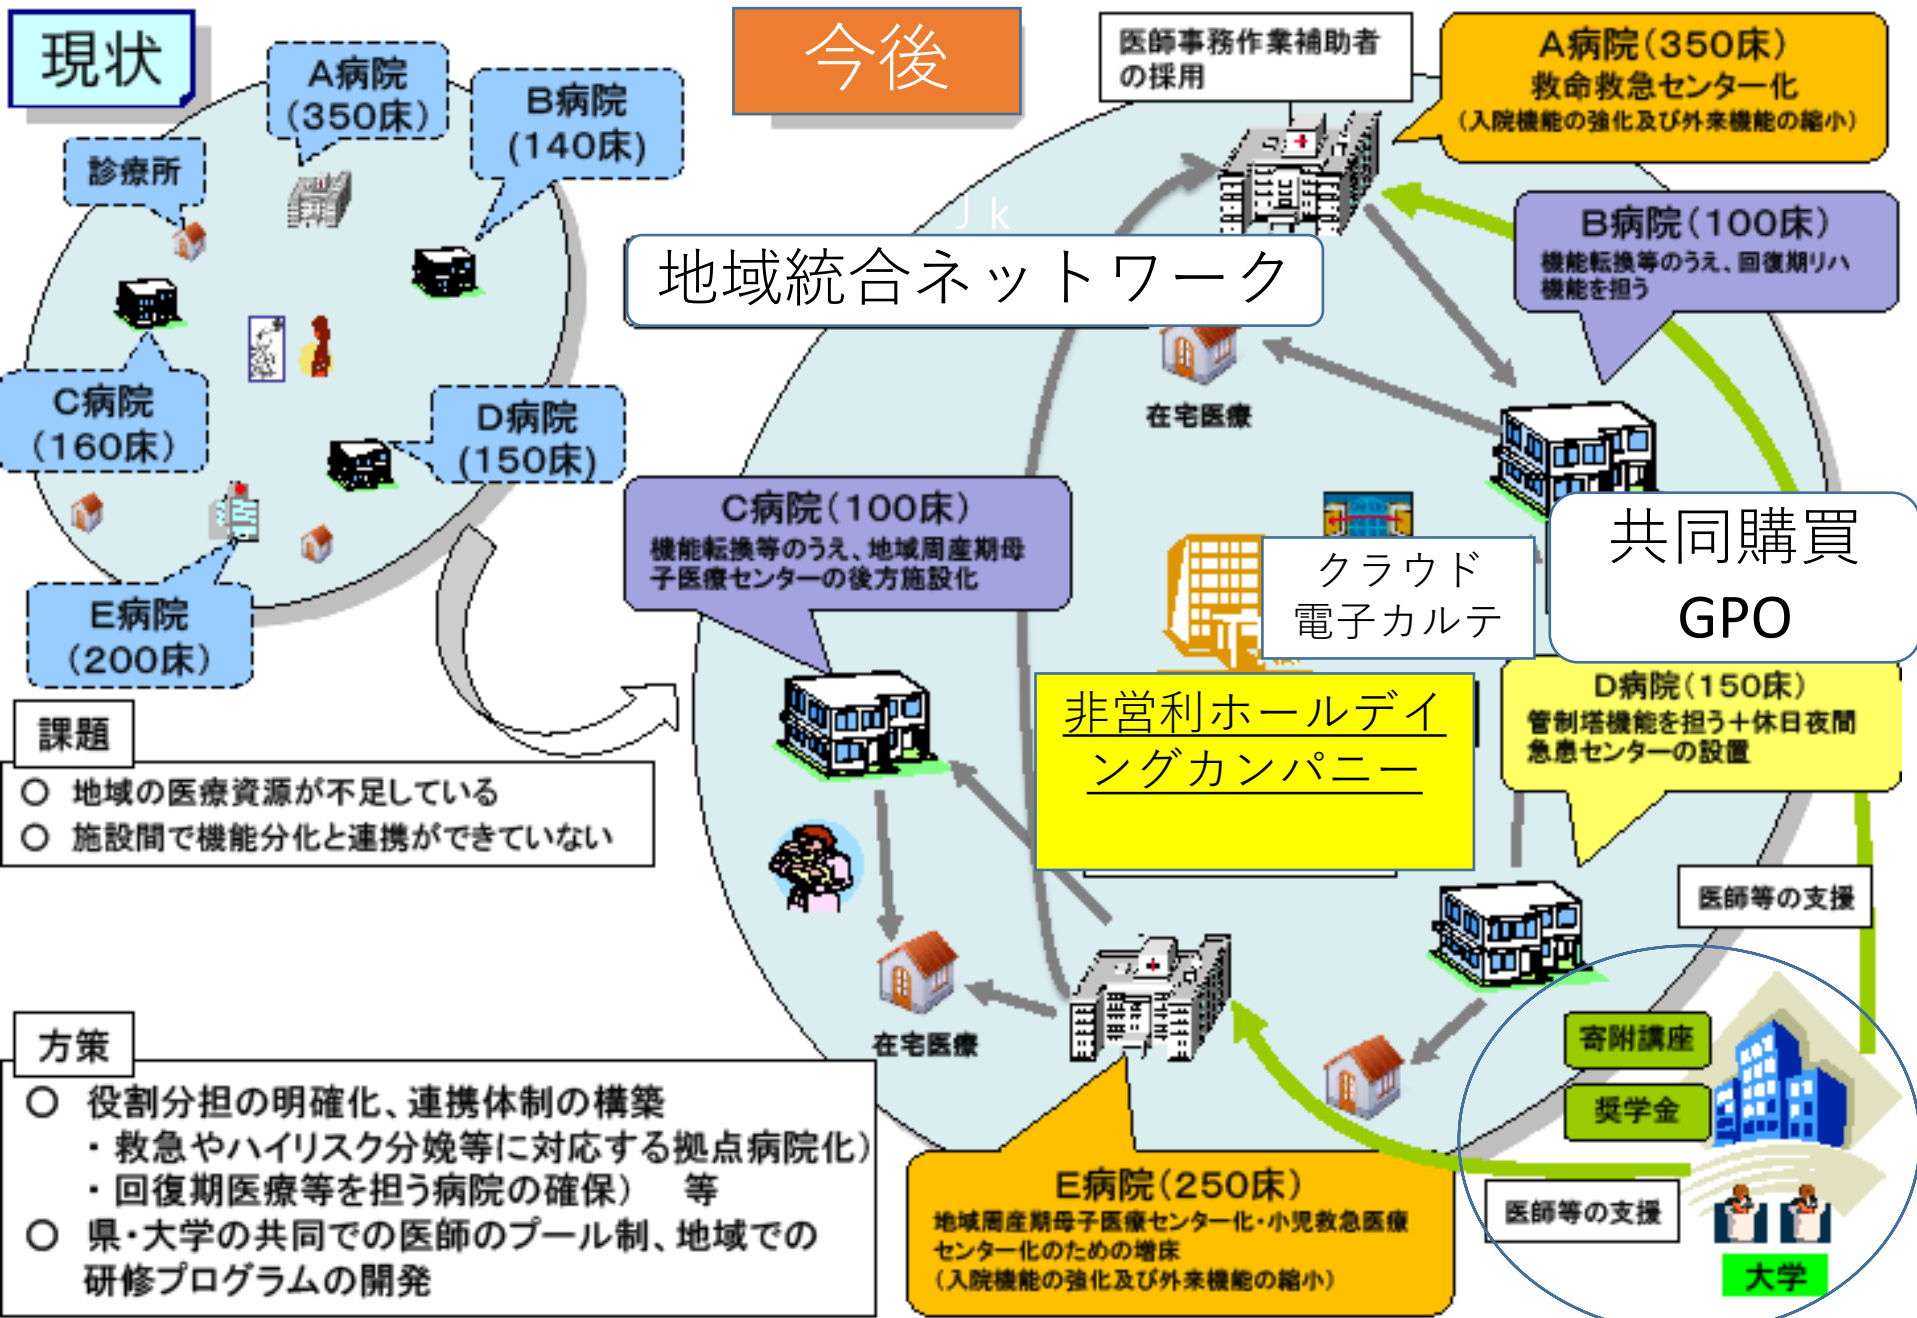 現状
A病院
(350床)
B病院
(140床)
診療所
C病院
(160床)
D病院
(150床)
E病院
(200床)
課題
○ 地域の医療資源が不足している
○ 施設間で機能分化と連携ができていない
方策
○ 役割分担の明確化、連携体制の構築
・救急やハイリスク分娩等に対応する拠点病院化）
・回復期医療等を担う病院の確保） 等
○ 県・大学の共同での医師のプール制、地域での
研修プログラムの開発
今後
医師事務作業補助者
の採用
A病院(350床)
救命救急センター化
(入院機能の強化及び外来機能の縮小)
J k
地域統合ネットワーク
B病院(100床)
機能転換等のうえ、回復期リハ
機能を担う
在宅医療
C病院(100床)
機能転換等のうえ、地域周産期母
子医療センターの後方施設化
クラウド
電子カルテ
共同購買
GPO
非営利ホールデイ
ングカンパニー
D病院(150床)
管制塔機能を担う＋休日夜間
急患センターの設置
医師等の支援
在宅医療
寄附講座
奨学金
E病院(250床)
地域周産期母子医療センター化・小児救急医療
センター化のための増床
(入院機能の強化及び外来機能の縮小)
医師等の支援
大学